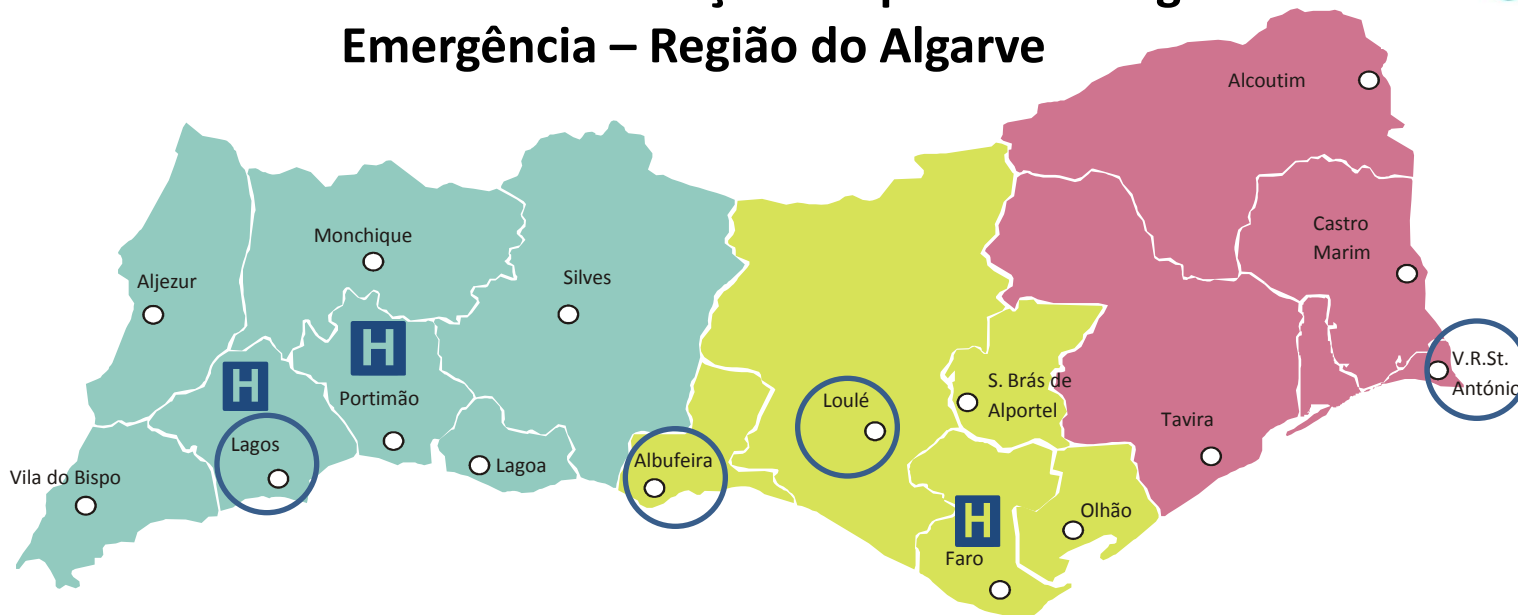 Emergência – Região do Algarve
Alcoutim
Castro
Marim
Monchique
Aljezur
Silves
H
H
Portimão
V.R.St.
António
S. Brás de
Alportel
Loulé
Tavira
Lagos
Albufeira
Lagoa
Vila do Bispo
H
Olhão
Faro